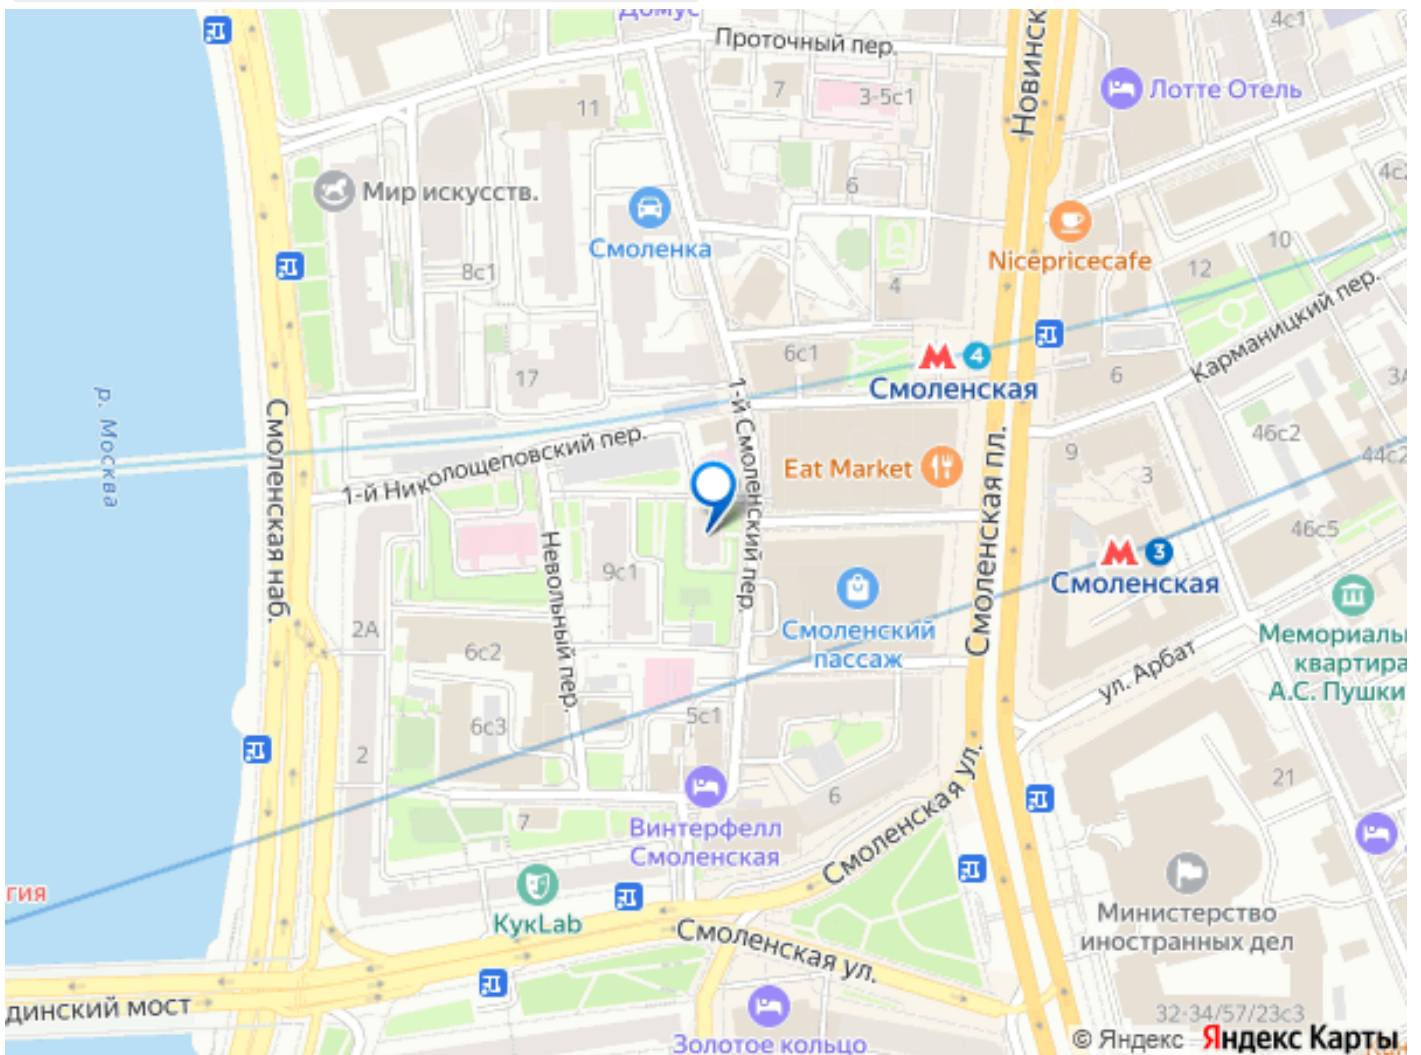 Домус
Проточный пер.
4с1
Новинск
7
3-5с1
11
Лотте Отель
Мир искусств.
6
4с2
Смоленка
8с1
4
Nicepricecafe
12
10
Карманицкий пер.
6с1
4
Смоленская
17
6
3А
р. Москва
Смоленская наб.
1-й Николощеповский пер.
1-й Смоленский пер.
Eat Market
Смоленская пл.
9
3
46с2
44с2
46с5
3
Смоленская
Невольный пер.
9с1
2А
6с2
Смоленский
пассаж
Мемориаль
квартира
А.С. Пушки
ул. Арбат
6с3
5с1
2
7
Винтерфелл
Смоленская
6
Смоленская ул.
21
гия
КукLab
Министерство
иностранных дел
Смоленская ул.
динский мост
Золотое кольцо
32-34/57/23с3
© Яндекс Яндекс Карты